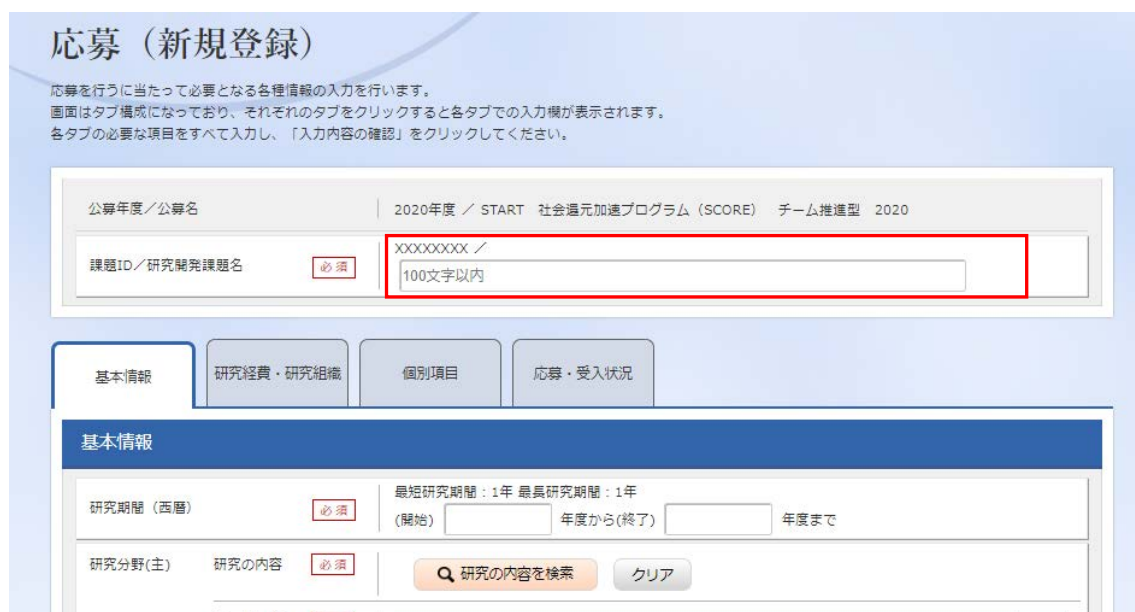 応募（新規登録）
応募を行うに当たって必要となる各種情報の入力を行います。
画面はタブ構成になっており、それぞれのタブをクリックすると各タブでの入力欄が表示されます。
各タブの必要な項目をすべて入力し、「入力内容の確認」をクリックしてください。
公募年度／公募名 2020年度 ／ START 社会還元加速プログラム（SCORE） チーム推進型 2020
XXXXXXXX ／
課題ID／研究開発課題名 必須
100文字以内
基本情報 研究経費・研究組織 個別項目 応募・受入状況
基本情報
最短研究期間：1年 最長研究期間：1年
研究期間（西暦） 必須 (開始) 年度から(終了) 年度まで
研究分野(主) 研究の内容 必須 研究の内容を検索 クリア